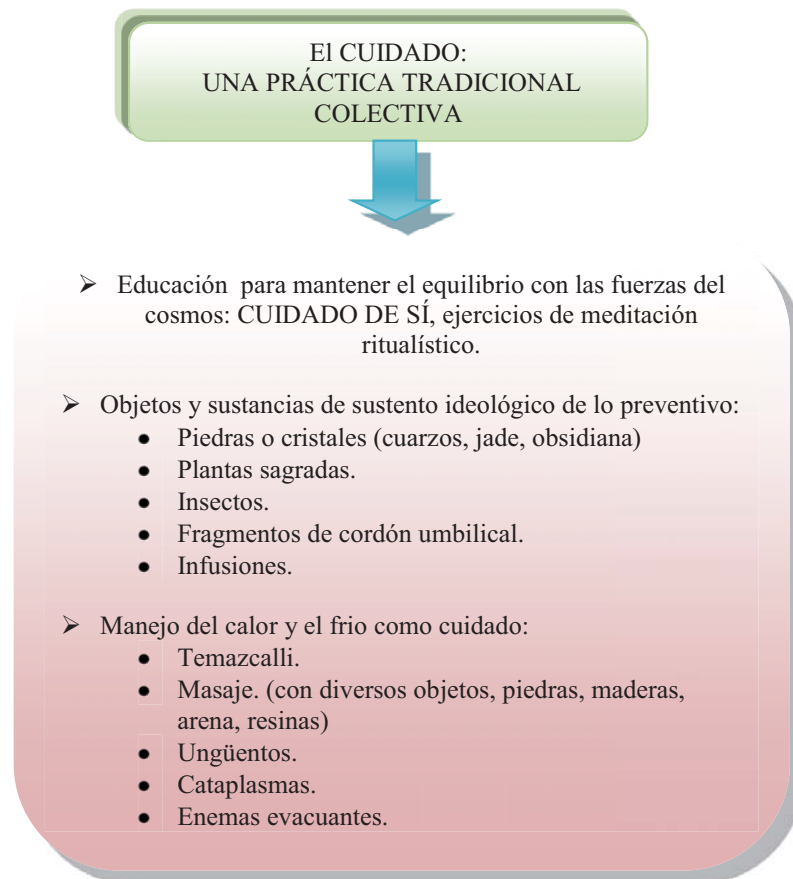 El CUIDADO:
UNA PRÁCTICA TRADICIONAL
COLECTIVA
➢ Educación para mantener el equilibrio con las fuerzas del
cosmos: CUIDADO DE SÍ, ejercicios de meditación
ritualístico.
➢ Objetos y sustancias de sustento ideológico de lo preventivo:
● Piedras o cristales (cuarzos, jade, obsidiana)
● Plantas sagradas.
● Insectos.
● Fragmentos de cordón umbilical.
● Infusiones.
➢ Manejo del calor y el frio como cuidado:
● Temazcalli.
● Masaje. (con diversos objetos, piedras, maderas,
arena, resinas)
● Ungüentos.
● Cataplasmas.
● Enemas evacuantes.